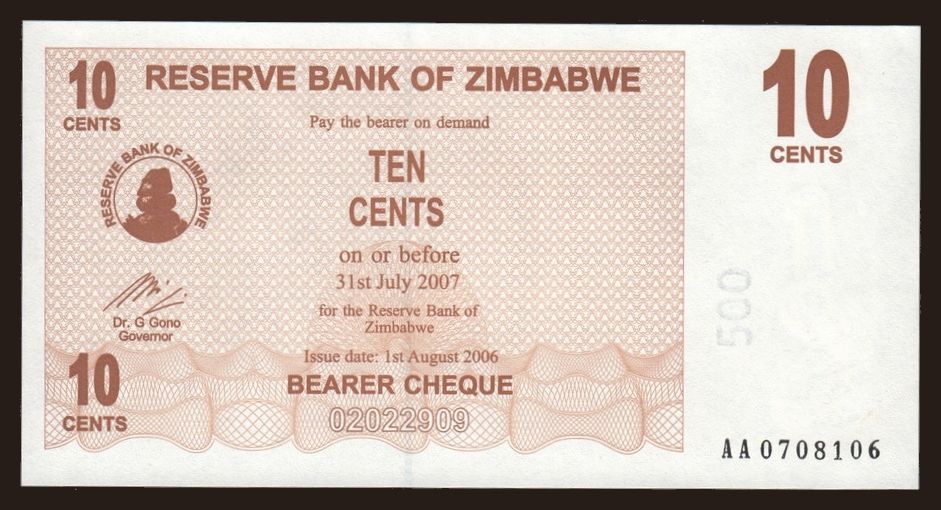 10
CENTS
RESERVE BANK OF ZIMBABWE
10
CENTS
Pay the bearer on demand
TEN
CENTS
RESERVE BANK OF ZIMBABWE
on or before
31st July 2007
for the Reserve Bank of
Zimbabwe
Dr. G Gono
Governor
500
Issue date: 1st August 2006
10
CENTS
BEARER CHEQUE
02022909
AA0708106